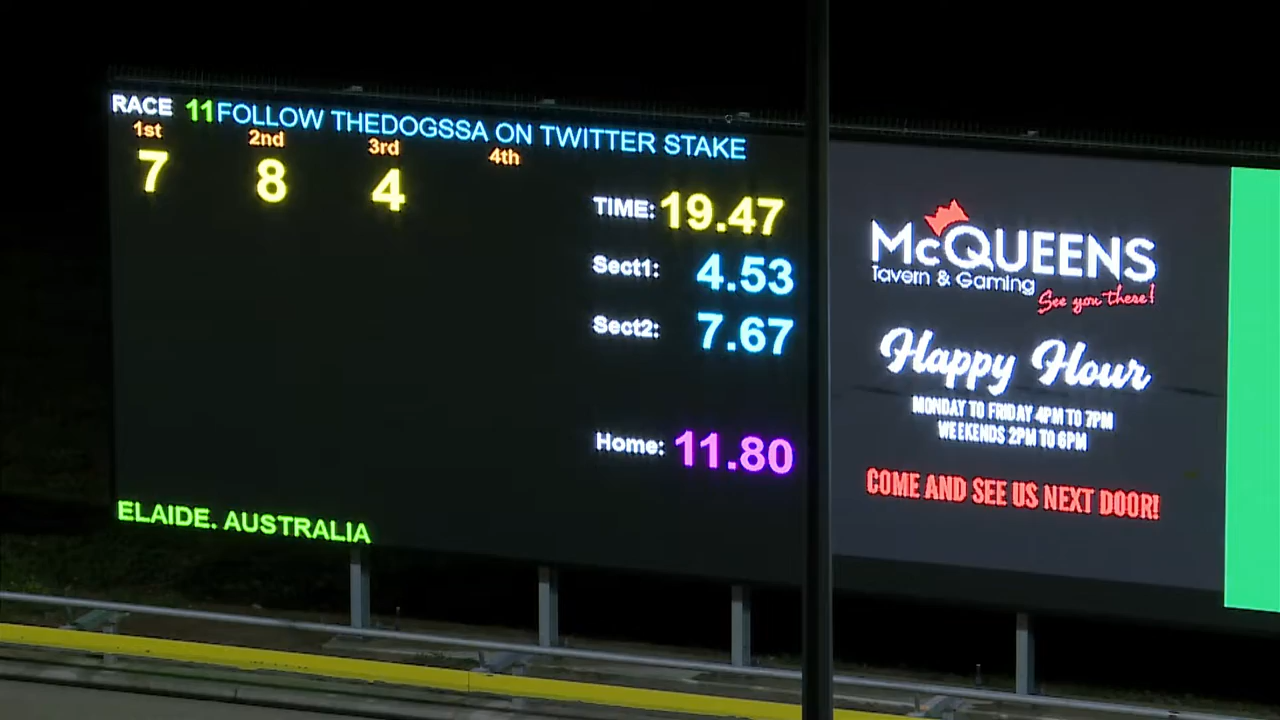 RACE 11 FOLLOW THEDOGSSA ON TWITTER STAKE
1st 2nd 3rd 4th
7 8 4
TIME: 19.47
Sect1: 4.53
Sect2: 7.67
Home: 11.80
ELAIDE. AUSTRALIA
McQUEENS
Tavern & Gaming
See you there!
Happy Hour
MONDAY TO FRIDAY 4PM TO 7PM
WEEKENDS 2PM TO 6PM
COME AND SEE US NEXT DOOR!